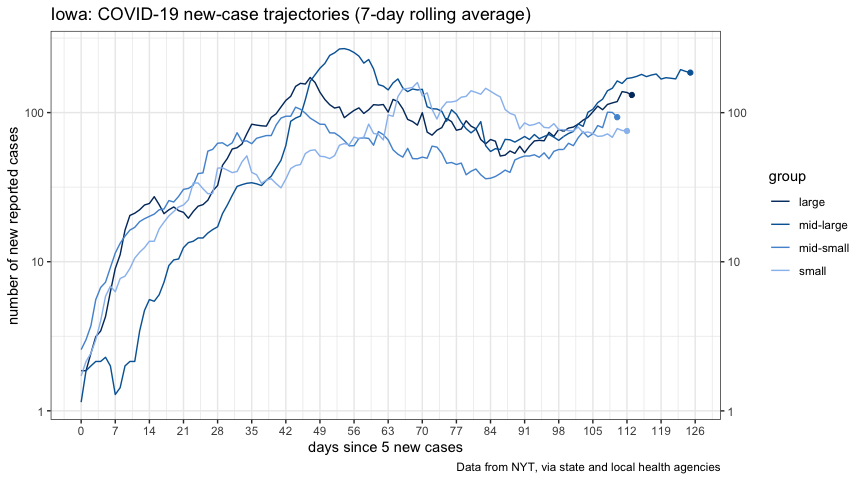 Iowa: COVID-19 new-case trajectories (7-day rolling average)
number of new reported cases
100
10
1
100
10
1
0 7 14 21 28 35 42 49 56 63 70 77 84 91 98 105 112 119 126
days since 5 new cases
group
large
mid-large
mid-small
small
Data from NYT, via state and local health agencies